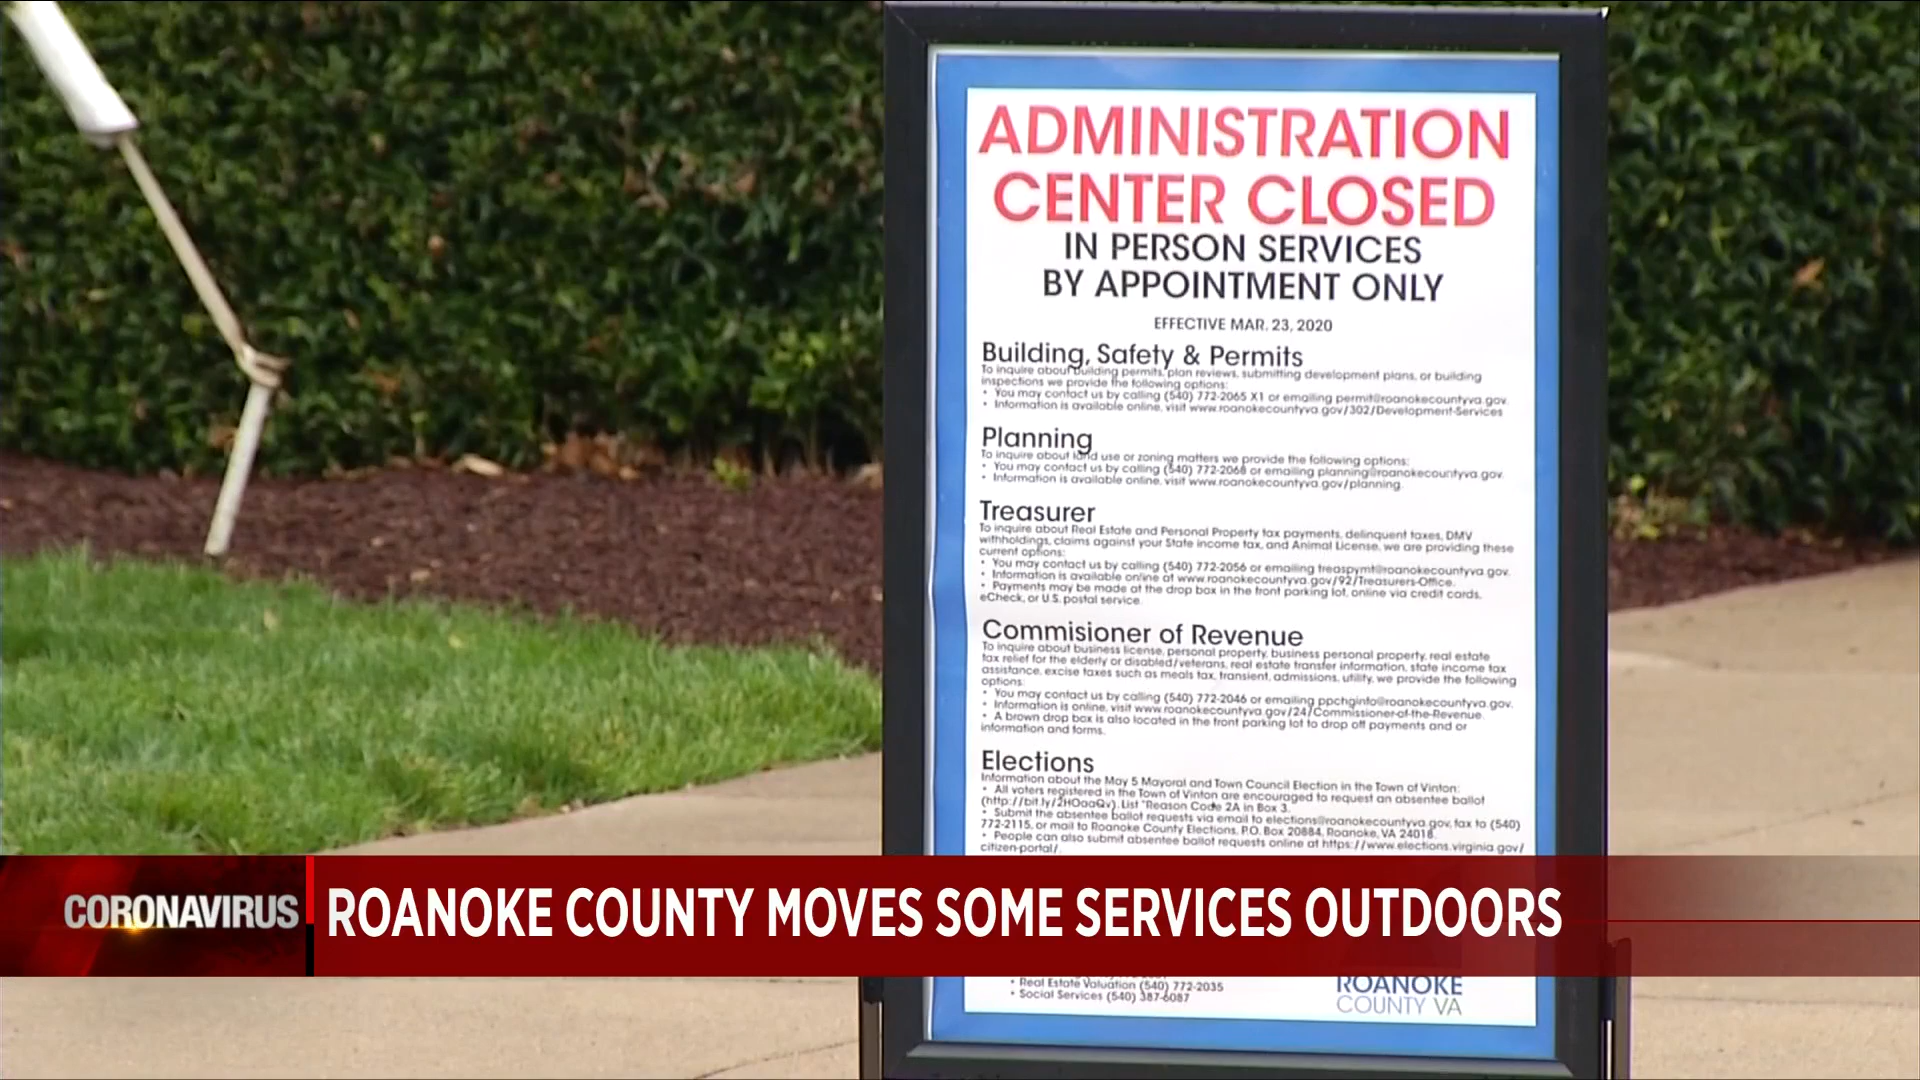 ADMINISTRATION
CENTER CLOSED
IN PERSON SERVICES
BY APPOINTMENT ONLY
EFFECTIVE MAR. 23, 2020
Building, Safety & Permits
To inquire about building permits, plan reviews, submitting development plans, or building
inspections we provide the following options:
• You may contact us by calling (540) 772-2065 X1 or emailing permit@roanokecountyva.gov.
• Information is available online, visit www.roanokecountyva.gov/302/Development-Services
Planning
To inquire about land use or zoning matters we provide the following options:
• You may contact us by calling (540) 772-2068 or emailing planning@roanokecountyva.gov.
• Information is available online, visit www.roanokecountyva.gov/planning.
Treasurer
To inquire about Real Estate and Personal Property tax payments, delinquent taxes, DMV
withholdings, claims against your State income tax, and Animal License, we are providing these
current options:
• You may contact us by calling (540) 772-2056 or emailing treaspymt@roanokecountyva.gov.
• Information is available online at www.roanokecountyva.gov/92/Treasurers-Office.
• Payments may be made at the drop box in the front parking lot, online via credit cards,
eCheck, or U.S. postal service.
Commisioner of Revenue
To inquire about business license, personal property, business personal property, real estate
tax relief for the elderly or disabled/veterans, real estate transfer information, state income tax
assistance, excise taxes such as meals tax, transient, admissions, utility, we provide the following
options:
• You may contact us by calling (540) 772-2046 or emailing ppchginfo@roanokecountyva.gov.
• Information is online, visit www.roanokecountyva.gov/24/Commissioner-of-the-Revenue.
• A brown drop box is also located in the front parking lot to drop off payments and or
information and forms.
Elections
Information about the May 5 Mayoral and Town Council Election in the Town of Vinton:
• All voters registered in the Town of Vinton are encouraged to request an absentee ballot
(http://bit.ly/2HOaaQv). List "Reason Code 2A in Box 3.
• Submit the absentee ballot requests via email to elections@roanokecountyva.gov, fax to (540)
772-2115, or mail to Roanoke County Elections, P.O. Box 20884, Roanoke, VA 24018.
• People can also submit absentee ballot requests online at https://www.elections.virginia.gov/
citizen-portal/.
CORONAVIRUS
ROANOKE COUNTY MOVES SOME SERVICES OUTDOORS
• Real Estate Valuation (540) 772-2035
• Social Services (540) 387-6087
ROANOKE
COUNTY VA